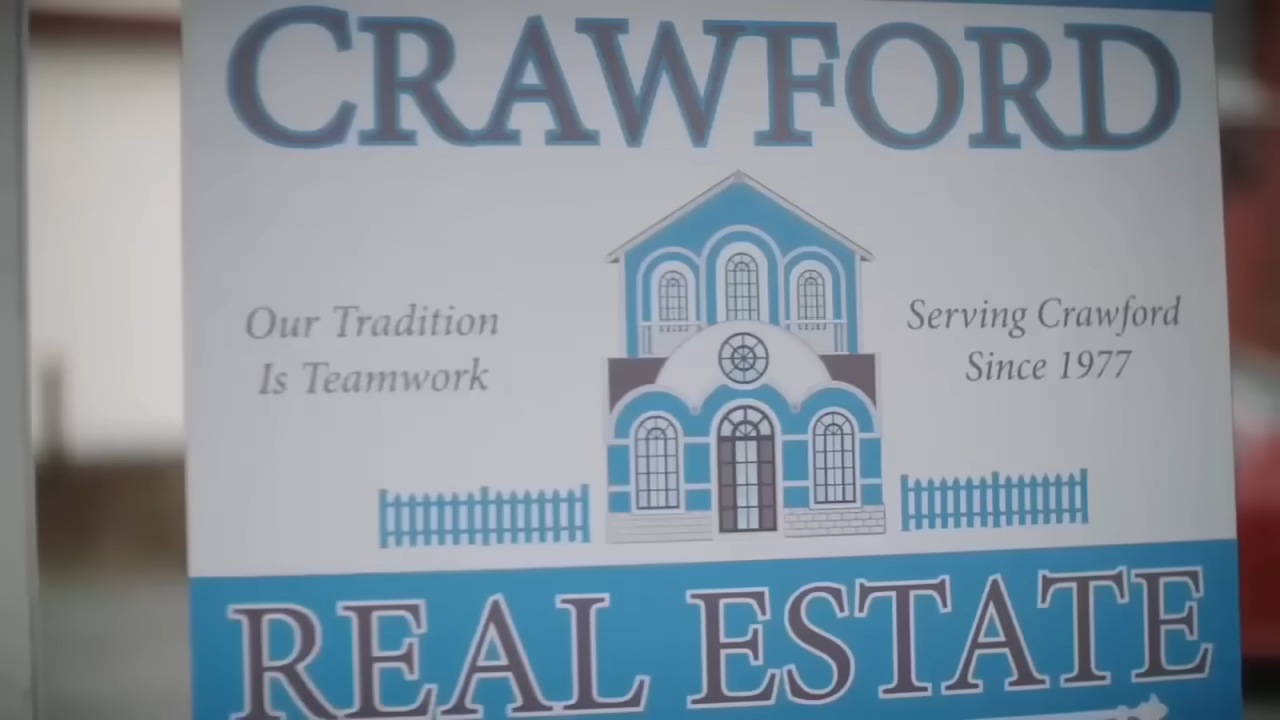 CRAWFORD
Our Tradition
Is Teamwork
Serving Crawford
Since 1977
REAL ESTATE